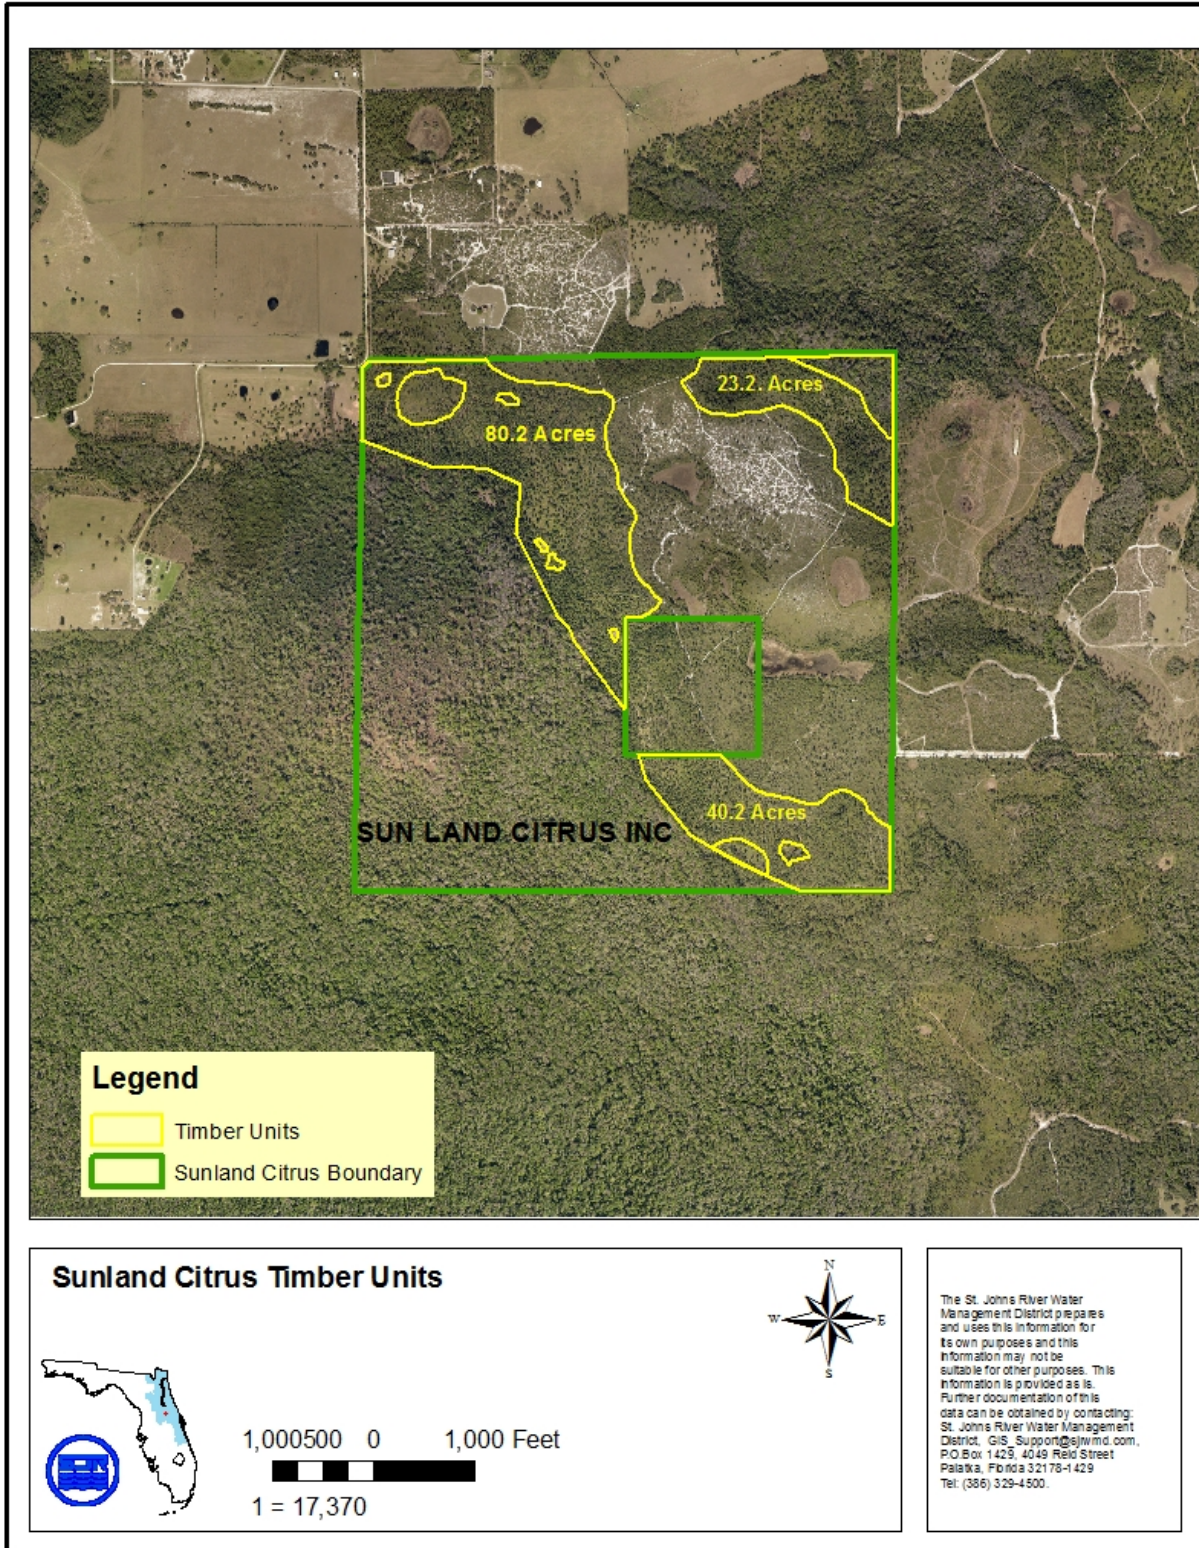 23.2. Acres
80.2 Acres
40.2 Acres
SUN LAND CITRUS INC
Legend
Timber Units
Sunland Citrus Boundary
Sunland Citrus Timber Units
N
W
E
S
1,000500 0 1,000 Feet
1 = 17,370
The St. Johns River Water
Management District prepares
and uses this information for
its own purposes and this
information may not be
suitable for other purposes. This
information is provided as is.
Further documentation of this
data can be obtained by contacting:
St. Johns River Water Management
District, GIS_Support@sjrwmd.com,
P.O.Box 1429, 4049 Reid Street
Palatka, Florida 32178-1429
Tel: (386) 329-4500.